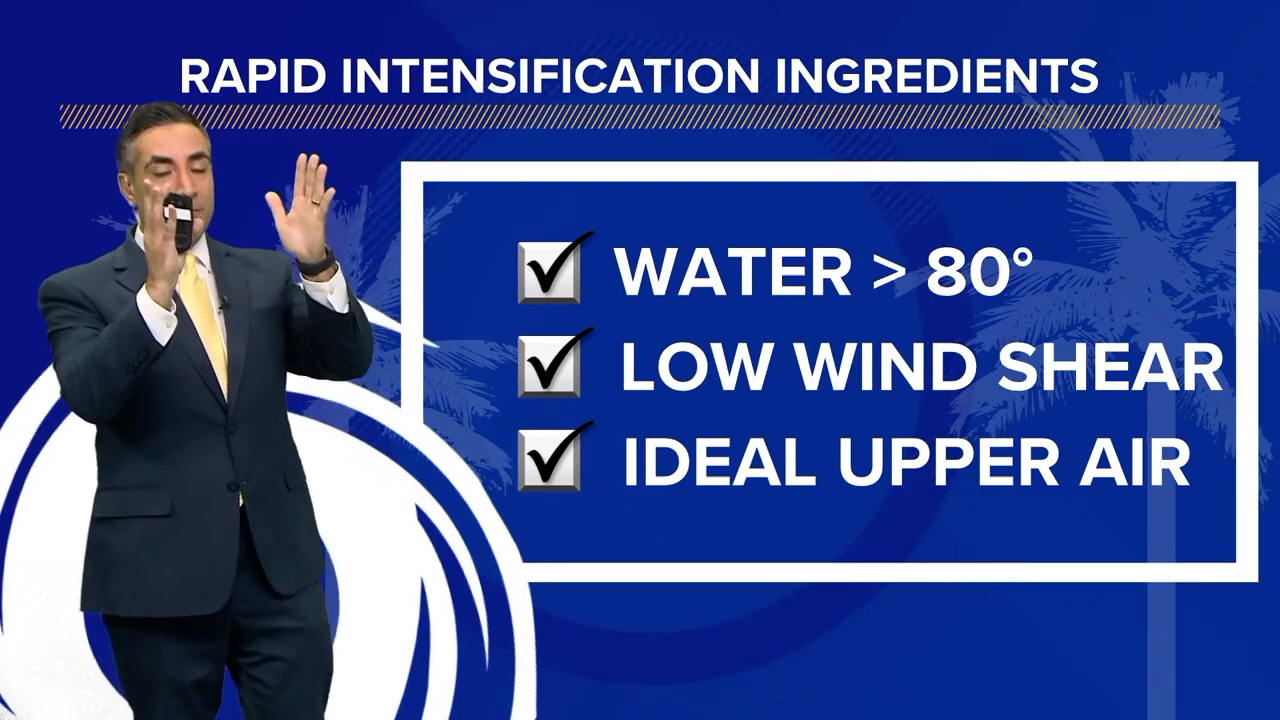 RAPID INTENSIFICATION INGREDIENTS
WATER > 80°
LOW WIND SHEAR
IDEAL UPPER AIR